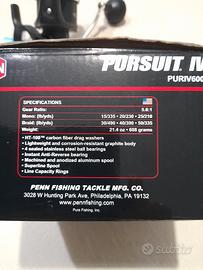 PENN
PURSUIT IV
PURIV600
SPECIFICATIONS
Gear Ratio: 5.6:1
Mono: (lb/yds) 15/335 / 20/230 / 25/210
Braid: (lb/yds) 30/490 / 40/390 / 50/335
Weight: 21.4 oz - 608 grams
• HT-100™ carbon fiber drag washers
• Lightweight and corrosion-resistant graphite body
• 4 sealed stainless steel ball bearings
• Instant Anti-Reverse bearing
• Machined and anodized aluminum spool
• Superline Spool
• Line Capacity Rings
PENN FISHING TACKLE MFG. CO.
3028 W Hunting Park Ave., Philadelphia, PA 19132
www.pennfishing.com
Pure Fishing, Inc.
Subito